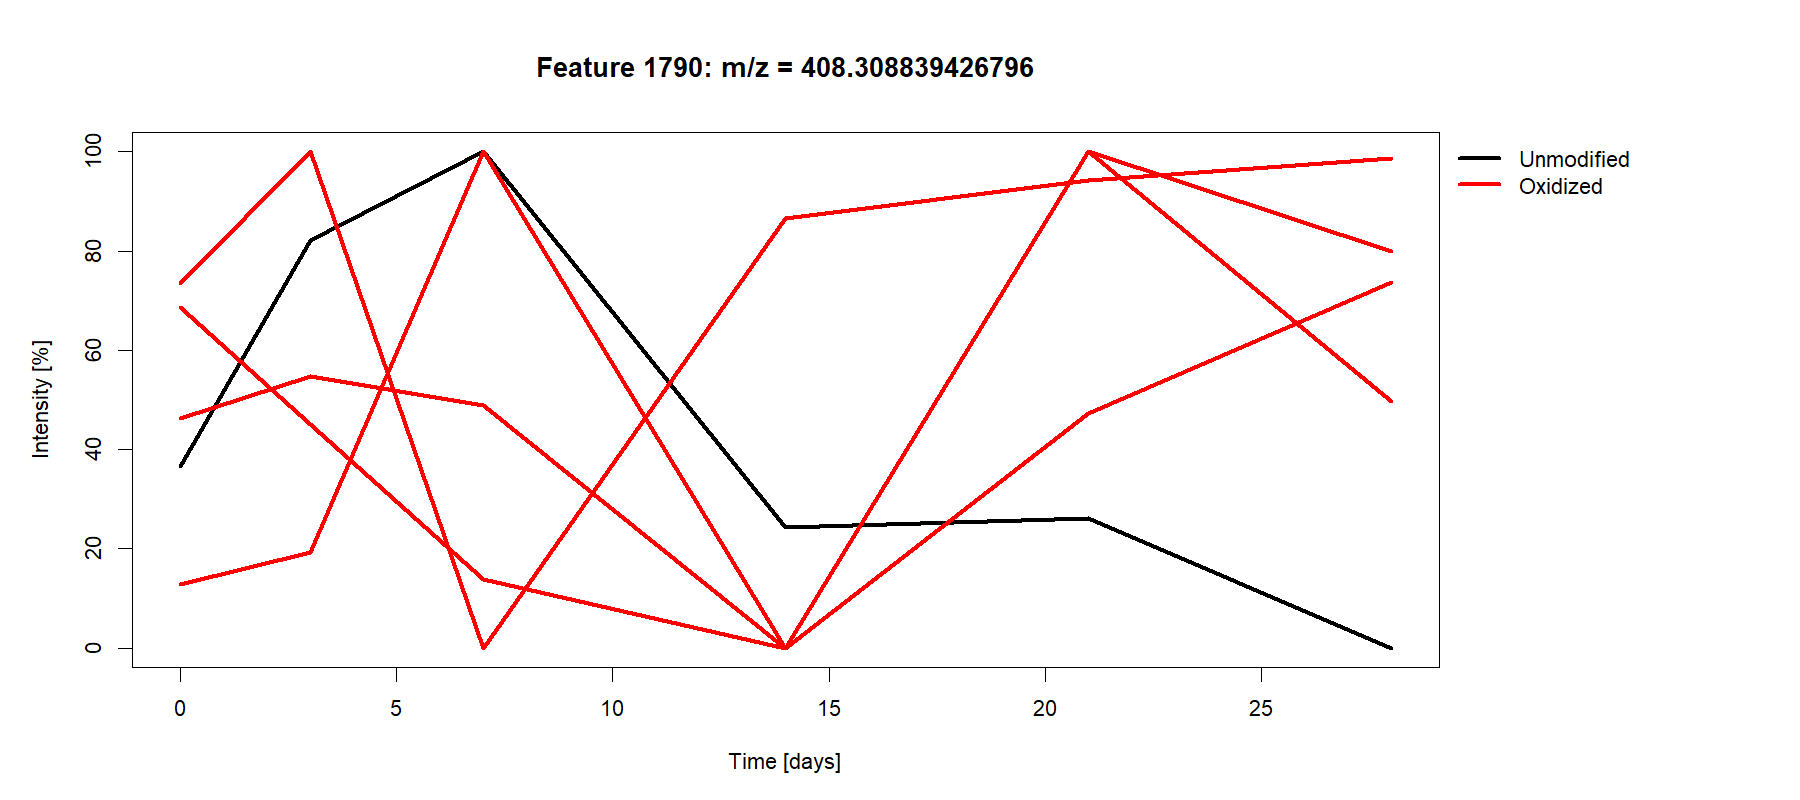 Feature 1790: m/z = 408.308839426796
Unmodified
Oxidized
Intensity [%]
100
80
60
40
20
0
0 5 10 15 20 25
Time [days]